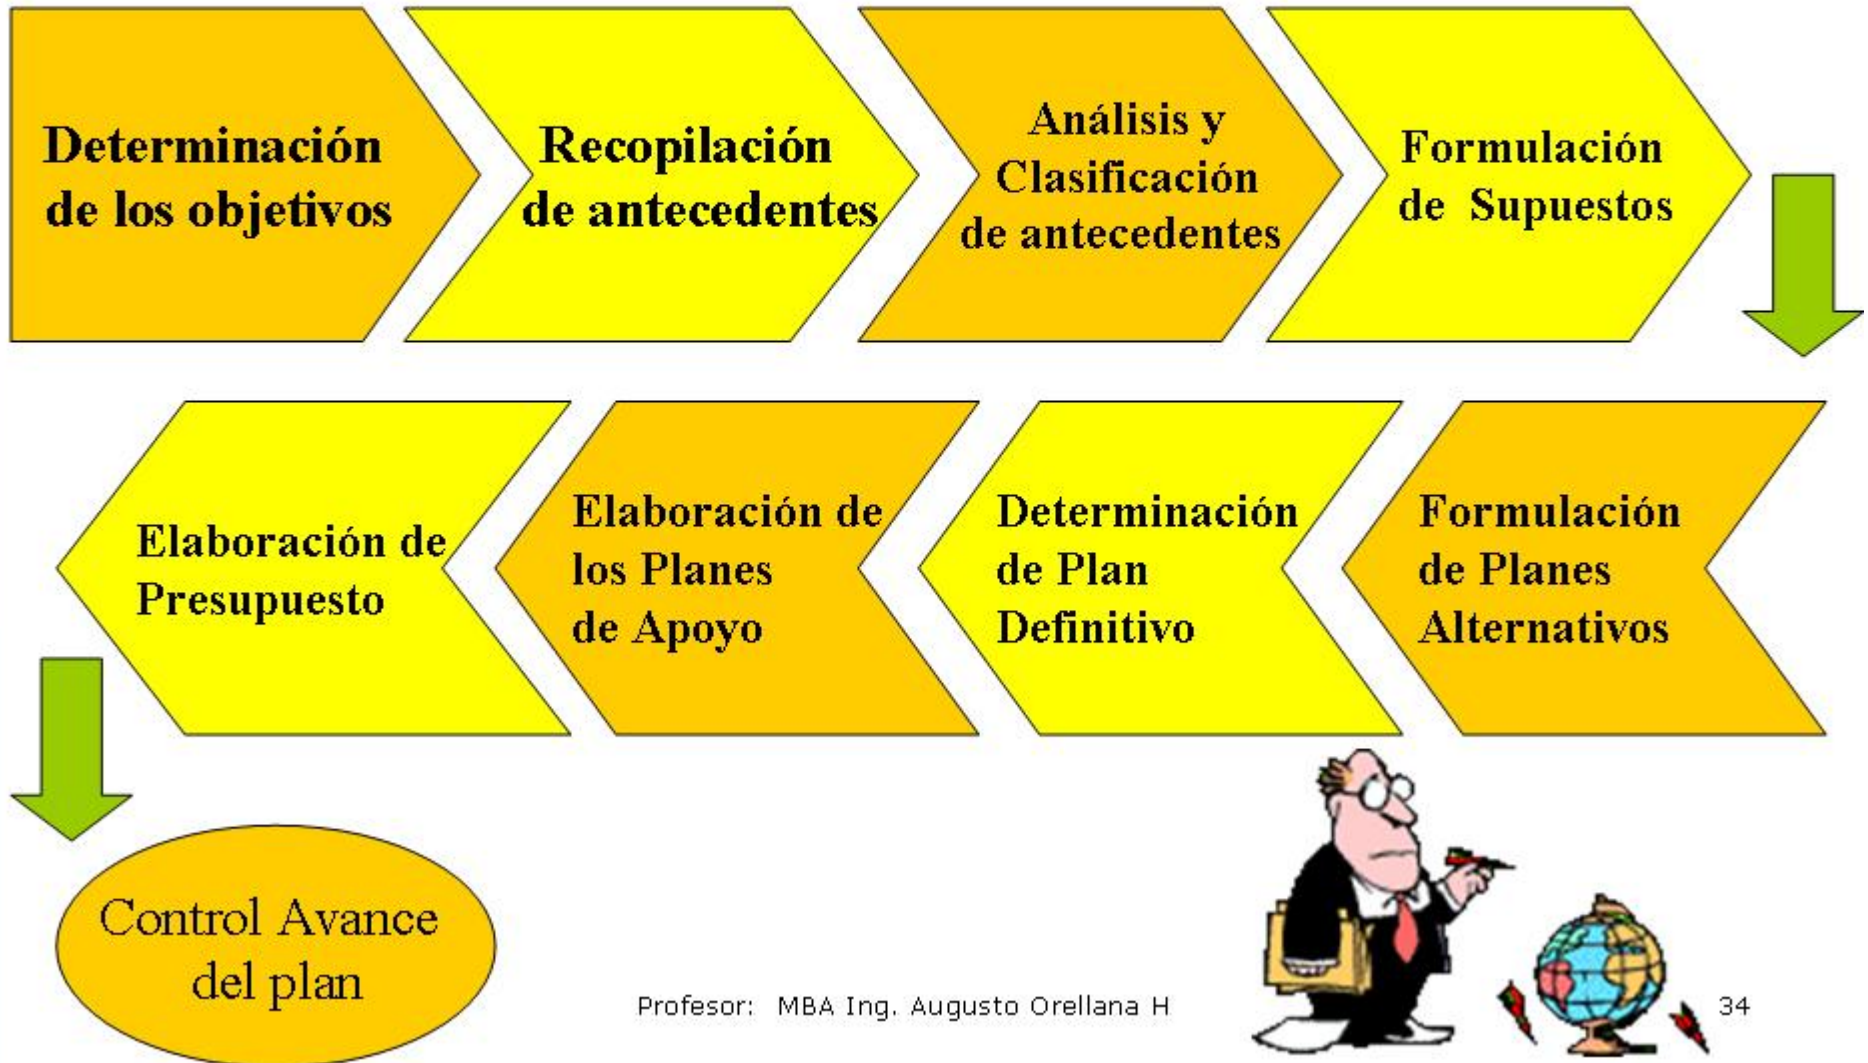 Determinación
de los objetivos
Recopilación
de antecedentes
Análisis y
Clasificación
de antecedentes
Formulación
de Supuestos
Formulación
de Planes
Alternativos
Determinación
de Plan
Definitivo
Elaboración de
los Planes
de Apoyo
Elaboración de
Presupuesto
Control Avance
del plan
Profesor: MBA Ing. Augusto Orellana H
34